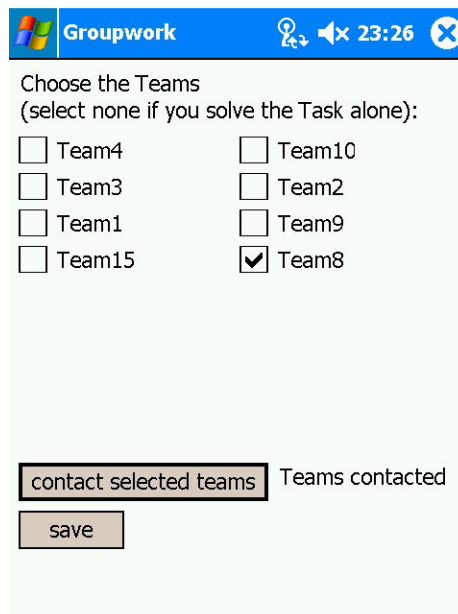 Groupwork 23:26
Choose the Teams
(select none if you solve the Task alone):
Team4 Team10
Team3 Team2
Team1 Team9
Team15 Team8
contact selected teams Teams contacted
save